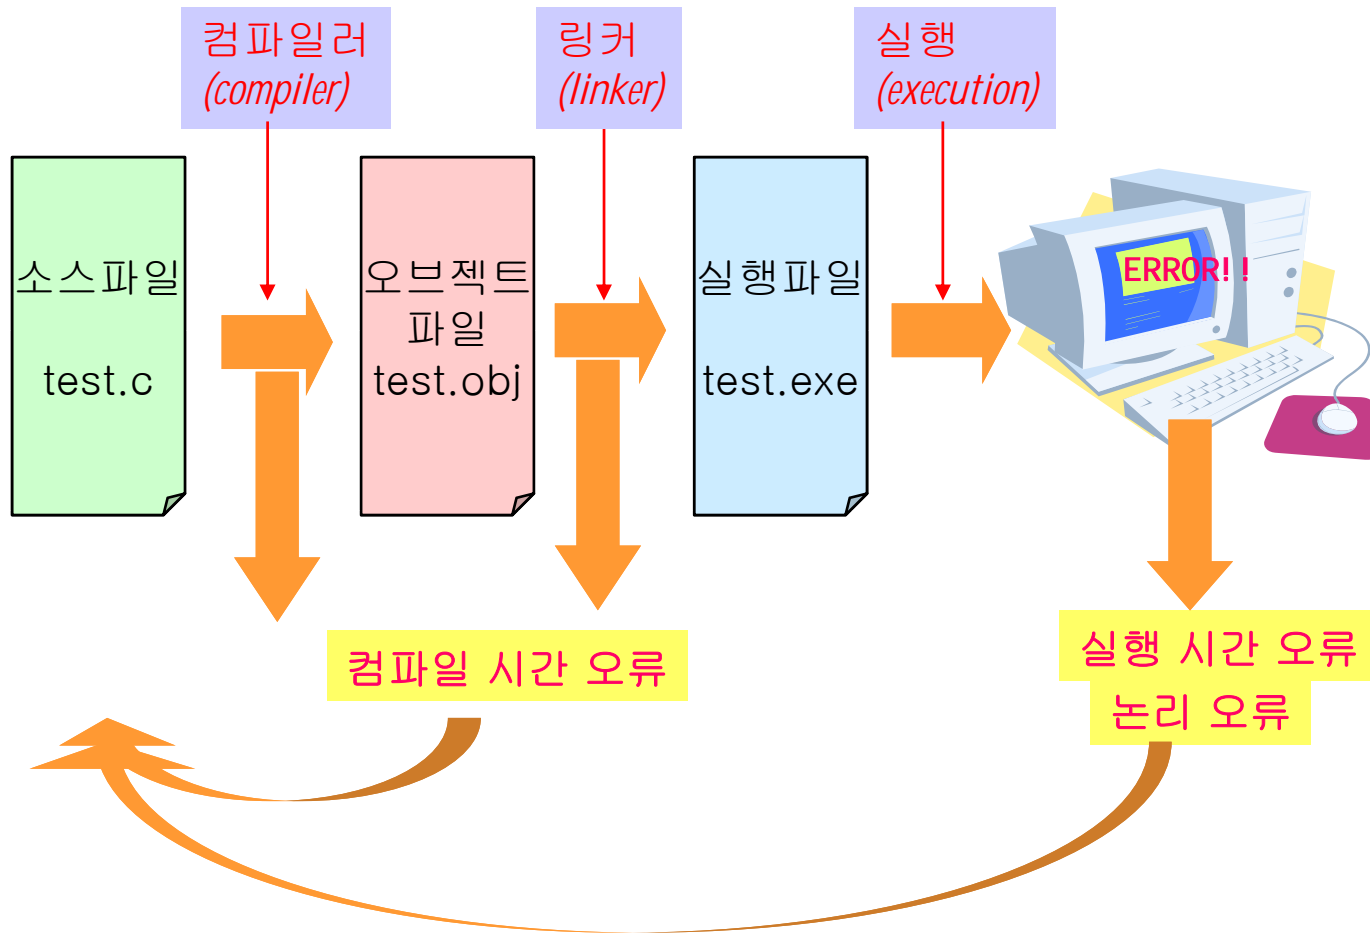 컴파일러
(compiler)
링커
(linker)
실행
(execution)
소스파일
test.c
오브젝트
파일
test.obj
실행파일
test.exe
ERROR!!
컴파일 시간 오류
실행 시간 오류
논리 오류